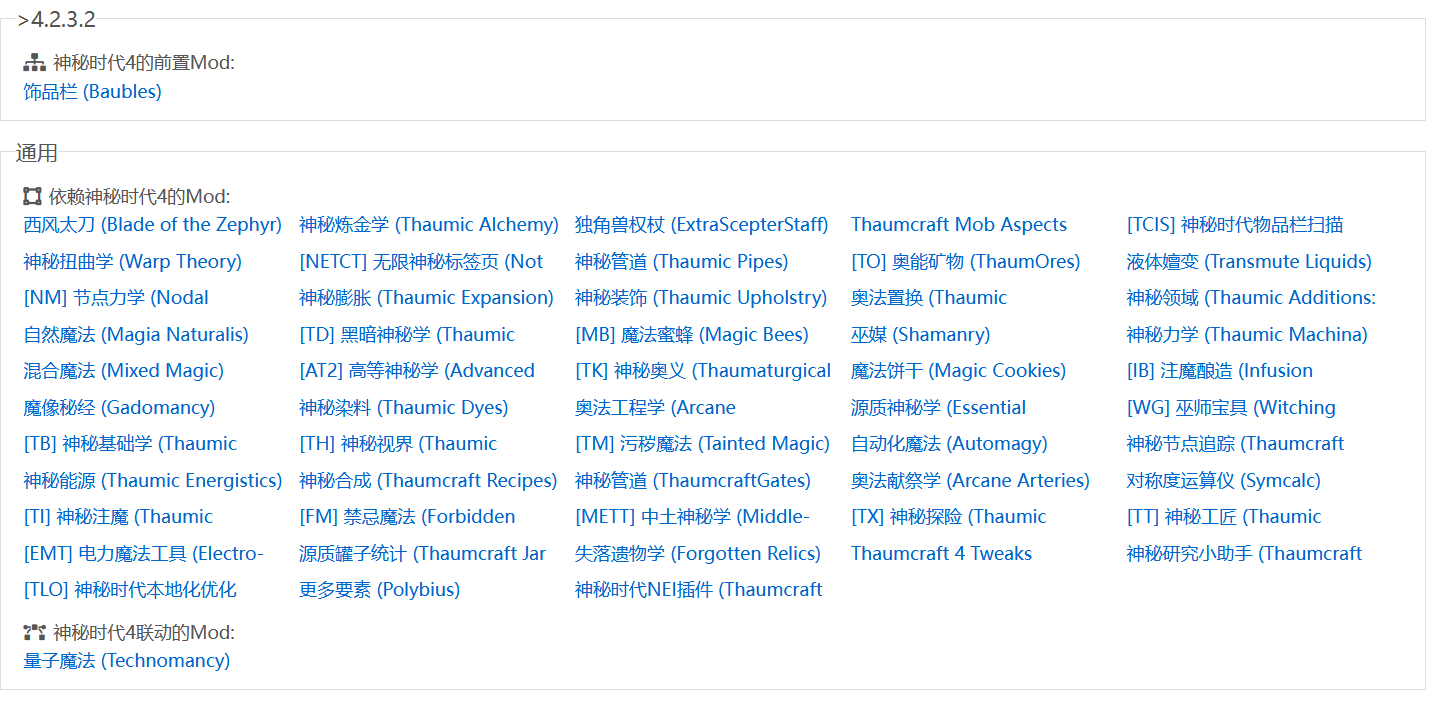 >4.2.3.2
神秘时代4的前置Mod:
饰品栏 (Baubles)
通用
依赖神秘时代4的Mod:
西风太刀 (Blade of the Zephyr) 神秘炼金学 (Thaumic Alchemy) 独角兽权杖 (ExtraScepterStaff) Thaumcraft Mob Aspects [TCIS] 神秘时代物品栏扫描
神秘扭曲学 (Warp Theory) [NETCT] 无限神秘标签页 (Not 神秘管道 (Thaumic Pipes) [TO] 奥能矿物 (ThaumOres) 液体嬗变 (Transmute Liquids)
[NM] 节点力学 (Nodal 神秘膨胀 (Thaumic Expansion) 神秘装饰 (Thaumic Upholstry) 奥法置换 (Thaumic 神秘领域 (Thaumic Additions:
自然魔法 (Magia Naturalis) [TD] 黑暗神秘学 (Thaumic [MB] 魔法蜜蜂 (Magic Bees) 巫媒 (Shamanry) 神秘力学 (Thaumic Machina)
混合魔法 (Mixed Magic) [AT2] 高等神秘学 (Advanced [TK] 神秘奥义 (Thaumaturgical 魔法饼干 (Magic Cookies) [IB] 注魔酿造 (Infusion
魔像秘经 (Gadomancy) 神秘染料 (Thaumic Dyes) 奥法工程学 (Arcane 源质神秘学 (Essential [WG] 巫师宝具 (Witching
[TB] 神秘基础学 (Thaumic [TH] 神秘视界 (Thaumic [TM] 污秽魔法 (Tainted Magic) 自动化魔法 (Automagy) 神秘节点追踪 (Thaumcraft
神秘能源 (Thaumic Energistics) 神秘合成 (Thaumcraft Recipes) 神秘管道 (ThaumcraftGates) 奥法献祭学 (Arcane Arteries) 对称度运算仪 (Symcalc)
[TI] 神秘注魔 (Thaumic [FM] 禁忌魔法 (Forbidden [METT] 中土神秘学 (Middle- [TX] 神秘探险 (Thaumic [TT] 神秘工匠 (Thaumic
[EMT] 电力魔法工具 (Electro- 源质罐子统计 (Thaumcraft Jar 失落遗物学 (Forgotten Relics) Thaumcraft 4 Tweaks 神秘研究小助手 (Thaumcraft
[TLO] 神秘时代本地化优化 更多要素 (Polybius) 神秘时代NEI插件 (Thaumcraft
神秘时代4联动的Mod:
量子魔法 (Technomancy)